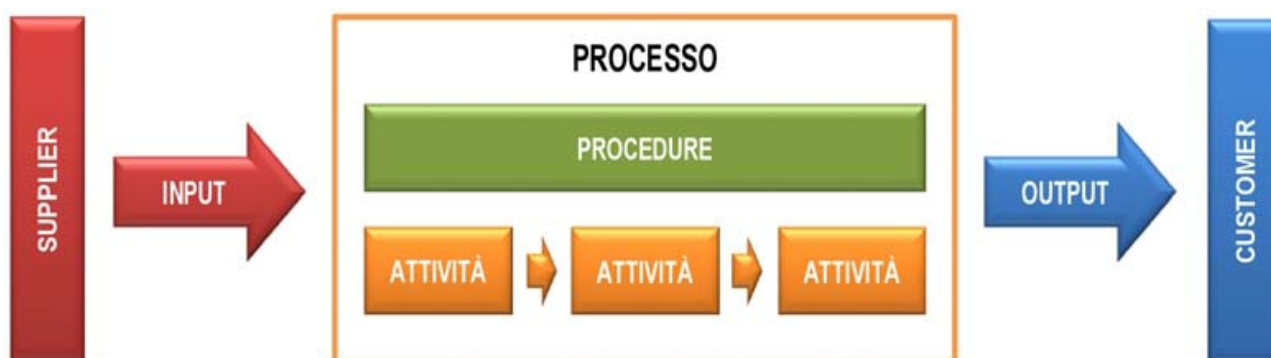 SUPPLIER
INPUT
PROCESSO
PROCEDURE
ATTIVITÀ
ATTIVITÀ
ATTIVITÀ
OUTPUT
CUSTOMER